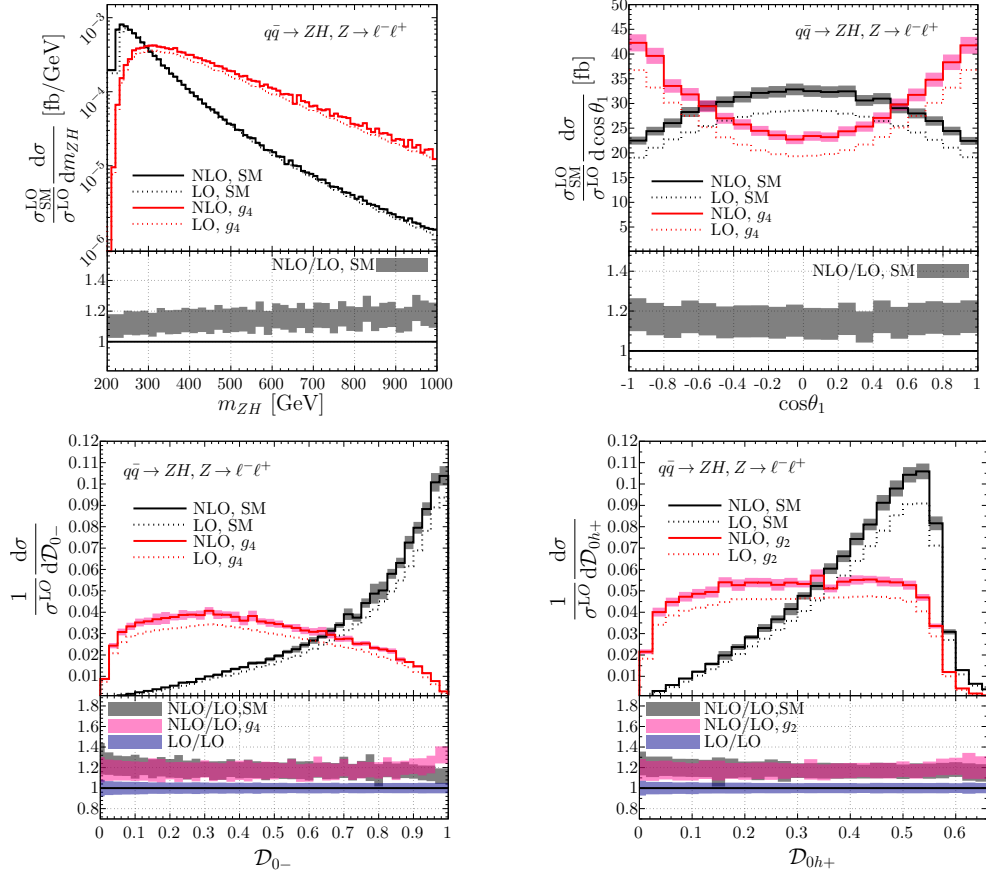 qq̄ → ZH, Z → ℓ⁻ℓ⁺
σ^LO_SM/σ^LO dσ/dm_ZH [fb/GeV]
10⁻³
10⁻⁴
10⁻⁵
10⁻⁶
NLO, SM
LO, SM
NLO, g₄
LO, g₄
NLO/LO, SM
1.4
1.2
1
200 300 400 500 600 700 800 900 1000
m_ZH [GeV]
qq̄ → ZH, Z → ℓ⁻ℓ⁺
σ^LO_SM/σ^LO dσ/d cos θ₁ [fb]
50
45
40
35
30
25
20
15
10
5
0
NLO, SM
LO, SM
NLO, g₄
LO, g₄
NLO/LO, SM
1.4
1.2
1
-1 -0.8 -0.6 -0.4 -0.2 0 0.2 0.4 0.6 0.8 1
cosθ₁
qq̄ → ZH, Z → ℓ⁻ℓ⁺
1/σ^LO dσ/d𝒟₀₋
0.12
0.11
0.1
0.09
0.08
0.07
0.06
0.05
0.04
0.03
0.02
0.01
NLO, SM
LO, SM
NLO, g₄
LO, g₄
NLO/LO,SM
NLO/LO, g₄
LO/LO
1.8
1.6
1.4
1.2
1
0.8
0 0.1 0.2 0.3 0.4 0.5 0.6 0.7 0.8 0.9 1
𝒟₀₋
qq̄ → ZH, Z → ℓ⁻ℓ⁺
1/σ^LO dσ/d𝒟₀ₕ₊
0.12
0.11
0.1
0.09
0.08
0.07
0.06
0.05
0.04
0.03
0.02
0.01
NLO, SM
LO, SM
NLO, g₂
LO, g₂
NLO/LO,SM
NLO/LO, g₂
LO/LO
1.8
1.6
1.4
1.2
1
0.8
0 0.1 0.2 0.3 0.4 0.5 0.6
𝒟₀ₕ₊